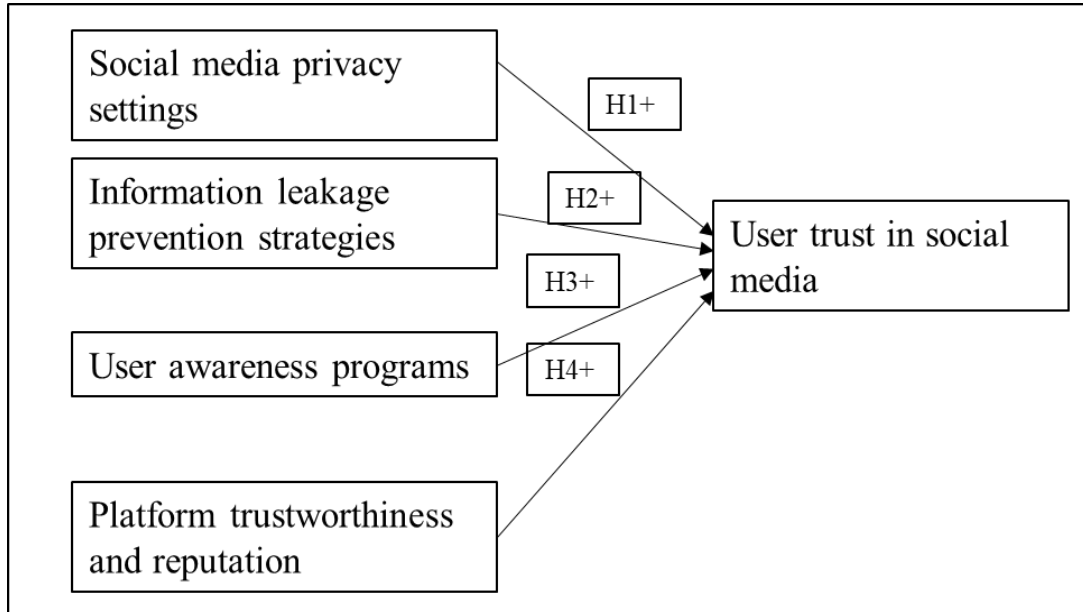 Social media privacy
settings
H1+
Information leakage
prevention strategies
H2+
User trust in social
media
H3+
User awareness programs
H4+
Platform trustworthiness
and reputation